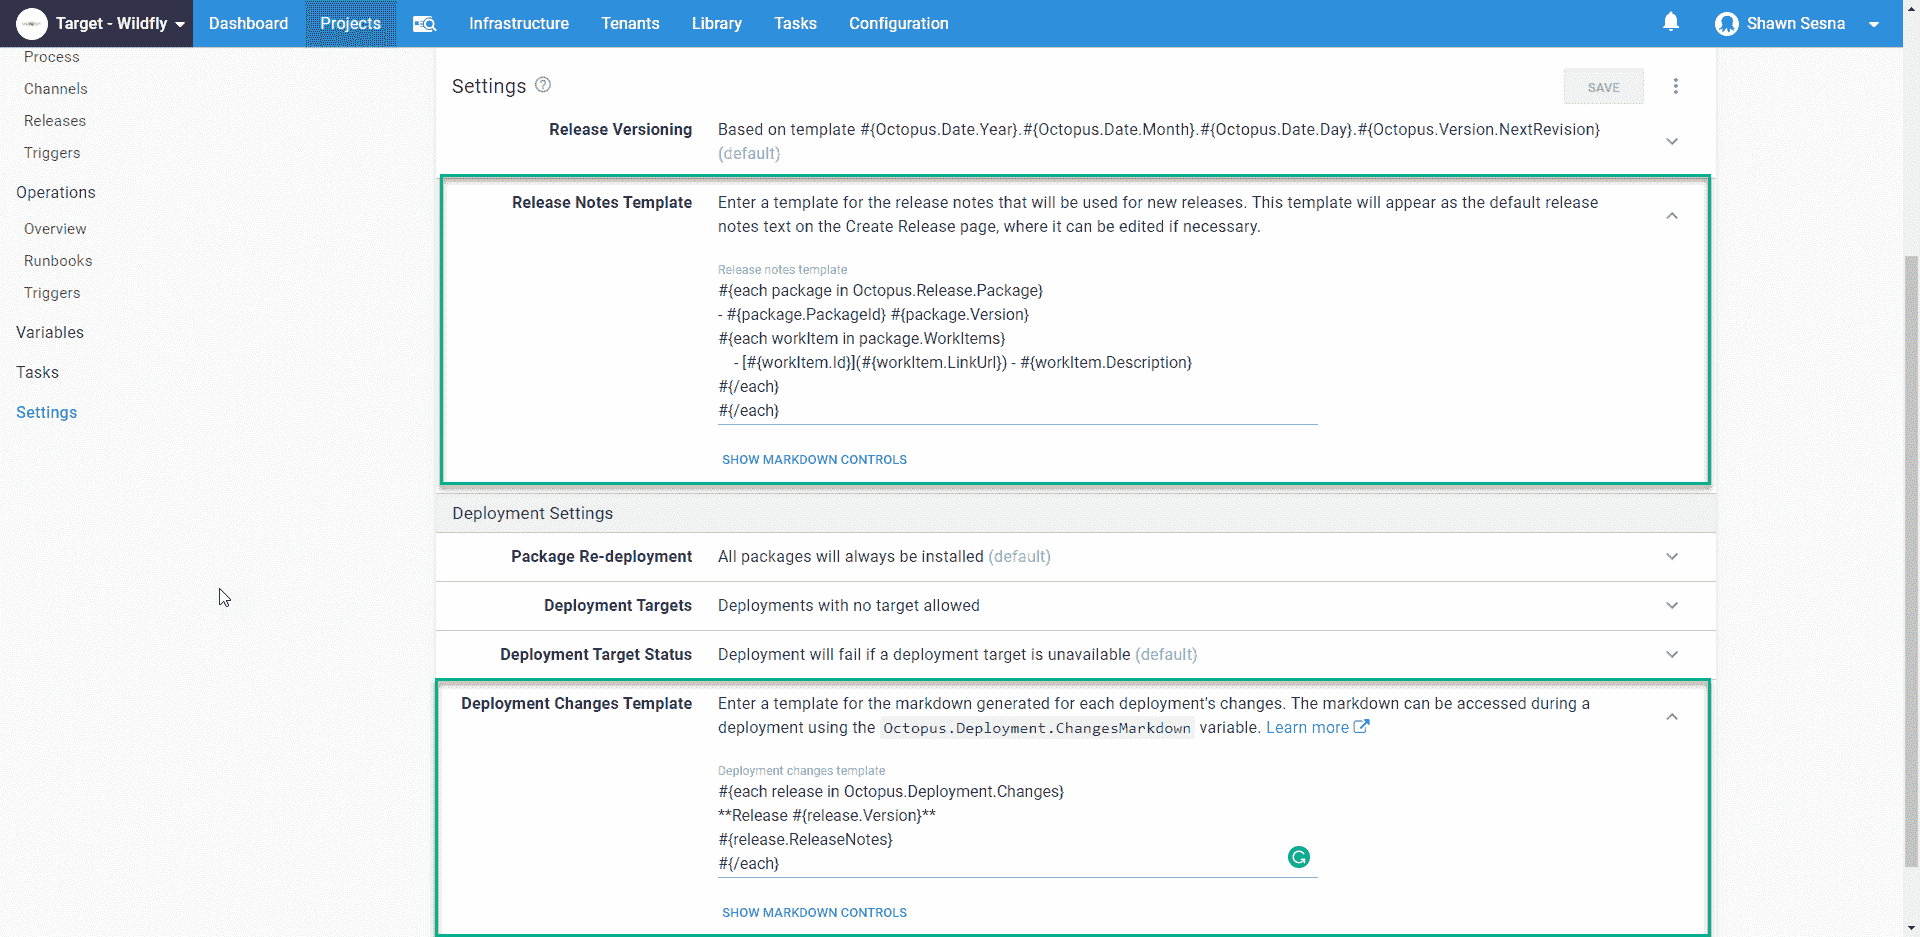 Target - Wildfly
Dashboard
Projects
Infrastructure
Tenants
Library
Tasks
Configuration
Shawn Sesna
Process
Channels
Releases
Triggers
Operations
Overview
Runbooks
Triggers
Variables
Tasks
Settings
Settings
SAVE
Release Versioning
Based on template #{Octopus.Date.Year}.#{Octopus.Date.Month}.#{Octopus.Date.Day}.#{Octopus.Version.NextRevision}
(default)
Release Notes Template
Enter a template for the release notes that will be used for new releases. This template will appear as the default release
notes text on the Create Release page, where it can be edited if necessary.
Release notes template
#{each package in Octopus.Release.Package}
- #{package.PackageId} #{package.Version}
#{each workItem in package.WorkItems}
- [#{workItem.Id}](#{workItem.LinkUrl}) - #{workItem.Description}
#{/each}
#{/each}
SHOW MARKDOWN CONTROLS
Deployment Settings
Package Re-deployment
All packages will always be installed (default)
Deployment Targets
Deployments with no target allowed
Deployment Target Status
Deployment will fail if a deployment target is unavailable (default)
Deployment Changes Template
Enter a template for the markdown generated for each deployment's changes. The markdown can be accessed during a
deployment using the Octopus.Deployment.ChangesMarkdown variable. Learn more
Deployment changes template
#{each release in Octopus.Deployment.Changes}
**Release #{release.Version}**
#{release.ReleaseNotes}
#{/each}
SHOW MARKDOWN CONTROLS